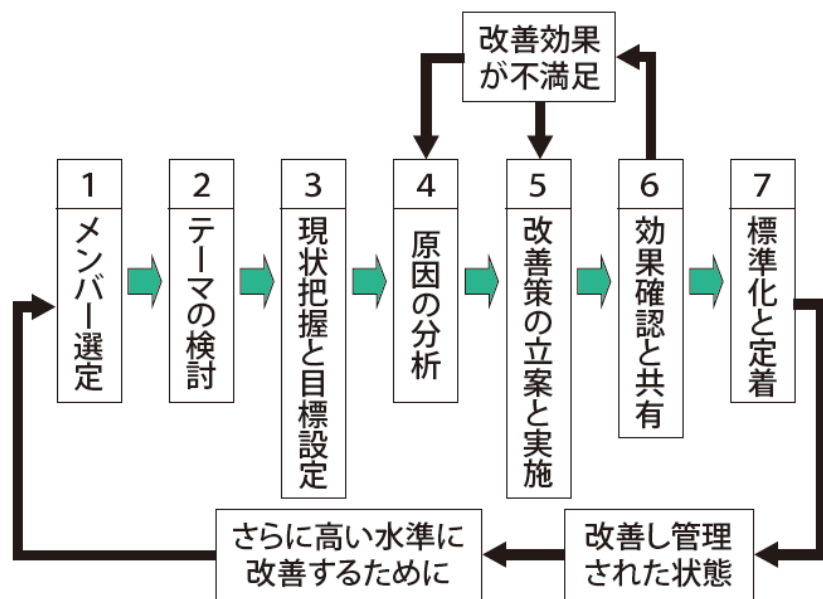 改善効果
が不満足
1
メンバー選定
2
テーマの検討
3
現状把握と目標設定
4
原因の分析
5
改善策の立案と実施
6
効果確認と共有
7
標準化と定着
さらに高い水準に
改善するために
改善し管理
された状態